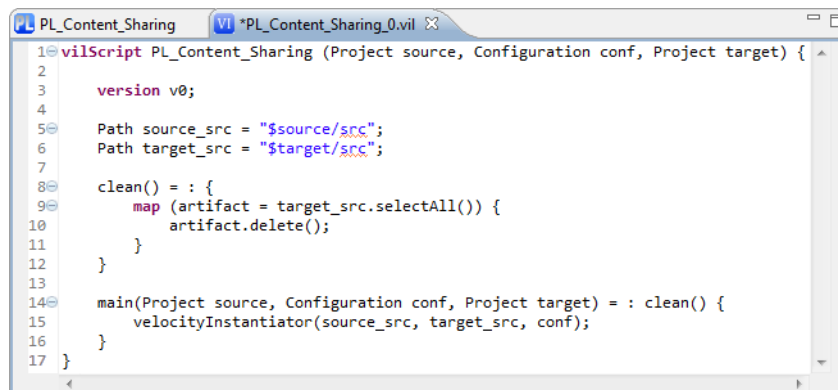 PL PL_Content_Sharing VI *PL_Content_Sharing_0.vil
1 vilScript PL_Content_Sharing (Project source, Configuration conf, Project target) {
2
3 version v0;
4
5 Path source_src = "$source/src";
6 Path target_src = "$target/src";
7
8 clean() = : {
9 map (artifact = target_src.selectAll()) {
10 artifact.delete();
11 }
12 }
13
14 main(Project source, Configuration conf, Project target) = : clean() {
15 velocityInstantiator(source_src, target_src, conf);
16 }
17 }